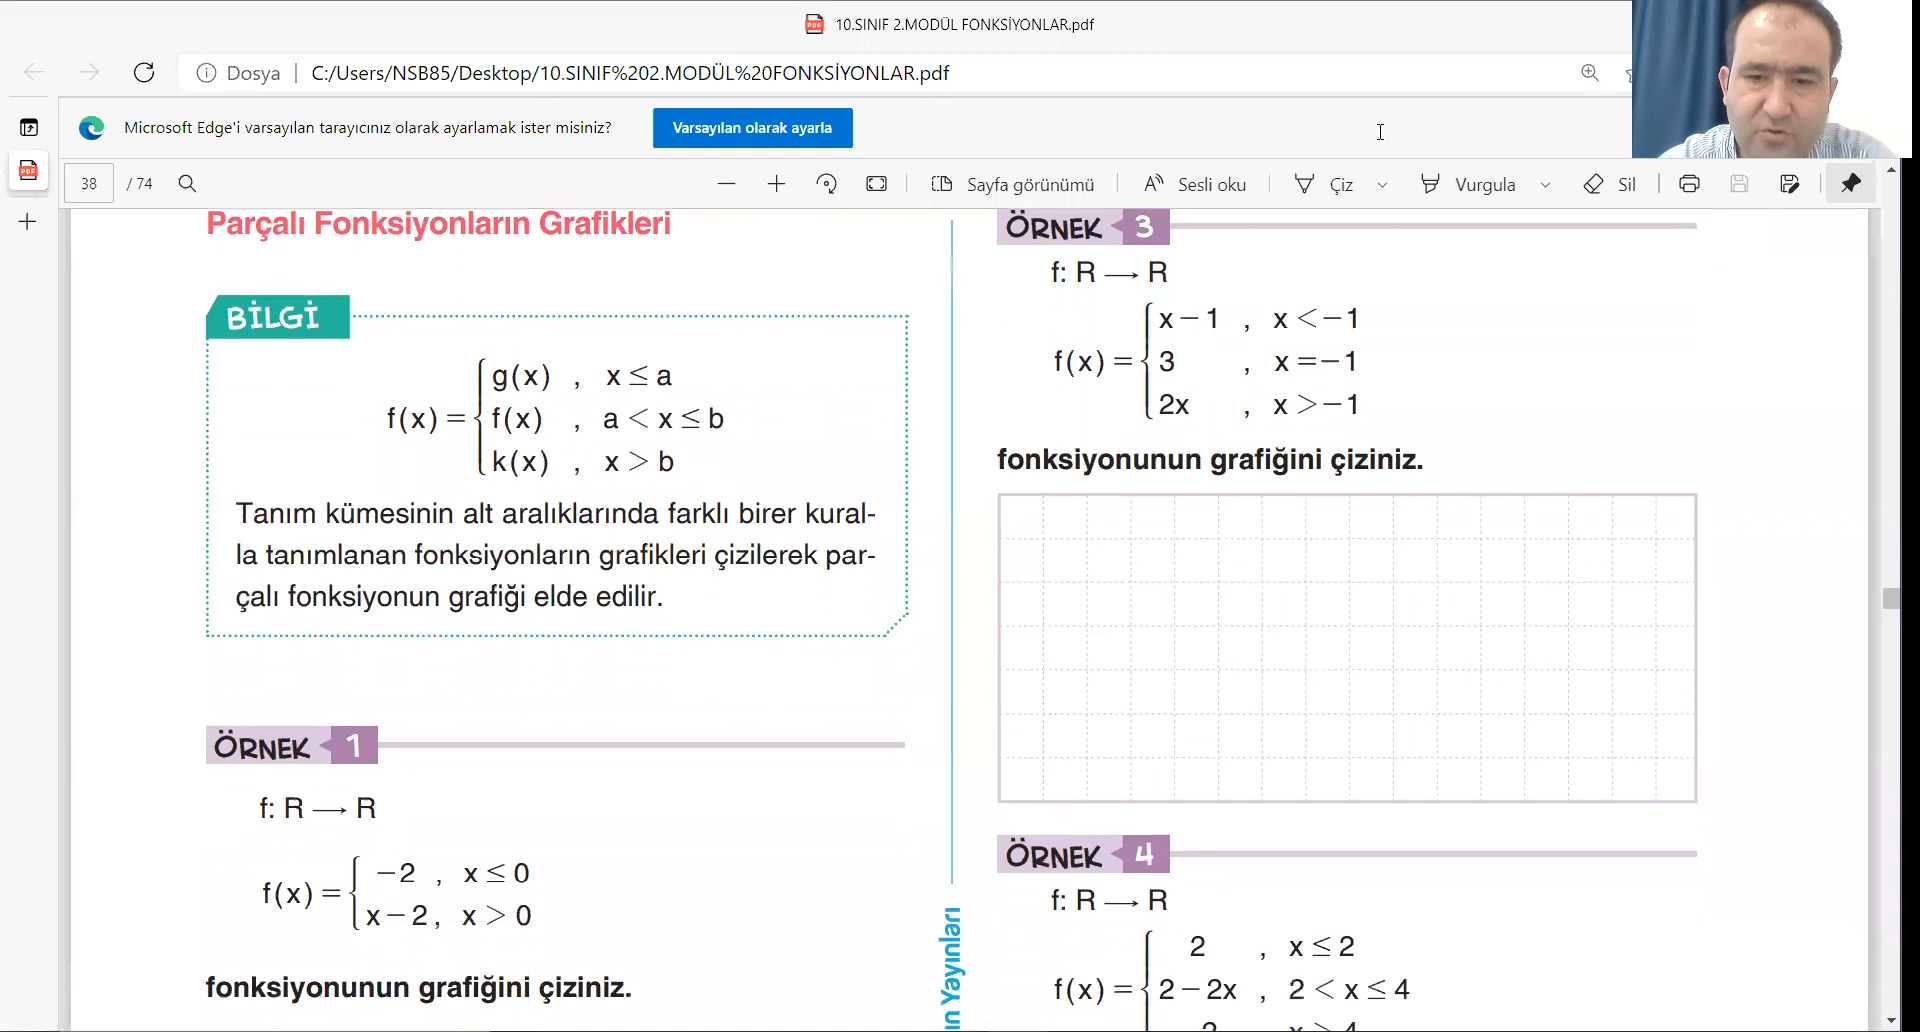 10.SINIF 2.MODÜL FONKSİYONLAR.pdf
Dosya | C:/Users/NSB85/Desktop/10.SINIF%202.MODÜL%20FONKSİYONLAR.pdf
Microsoft Edge'i varsayılan tarayıcınız olarak ayarlamak ister misiniz? Varsayılan olarak ayarla
38 / 74 Sayfa görünümü Sesli oku Çiz Vurgula Sil
Parçalı Fonksiyonların Grafikleri
BİLGİ
g(x) , x ≤ a
f(x) = f(x) , a < x ≤ b
k(x) , x > b
Tanım kümesinin alt aralıklarında farklı birer kural-
la tanımlanan fonksiyonların grafikleri çizilerek par-
çalı fonksiyonun grafiği elde edilir.
ÖRNEK 1
f: R → R
−2 , x ≤ 0
f(x) =
x − 2 , x > 0
fonksiyonunun grafiğini çiziniz.
ÖRNEK 3
f: R → R
x − 1 , x < −1
f(x) = 3 , x = −1
2x , x > −1
fonksiyonunun grafiğini çiziniz.
ÖRNEK 4
f: R → R
2 , x ≤ 2
f(x) = 2 − 2x , 2 < x ≤ 4
Yayınları